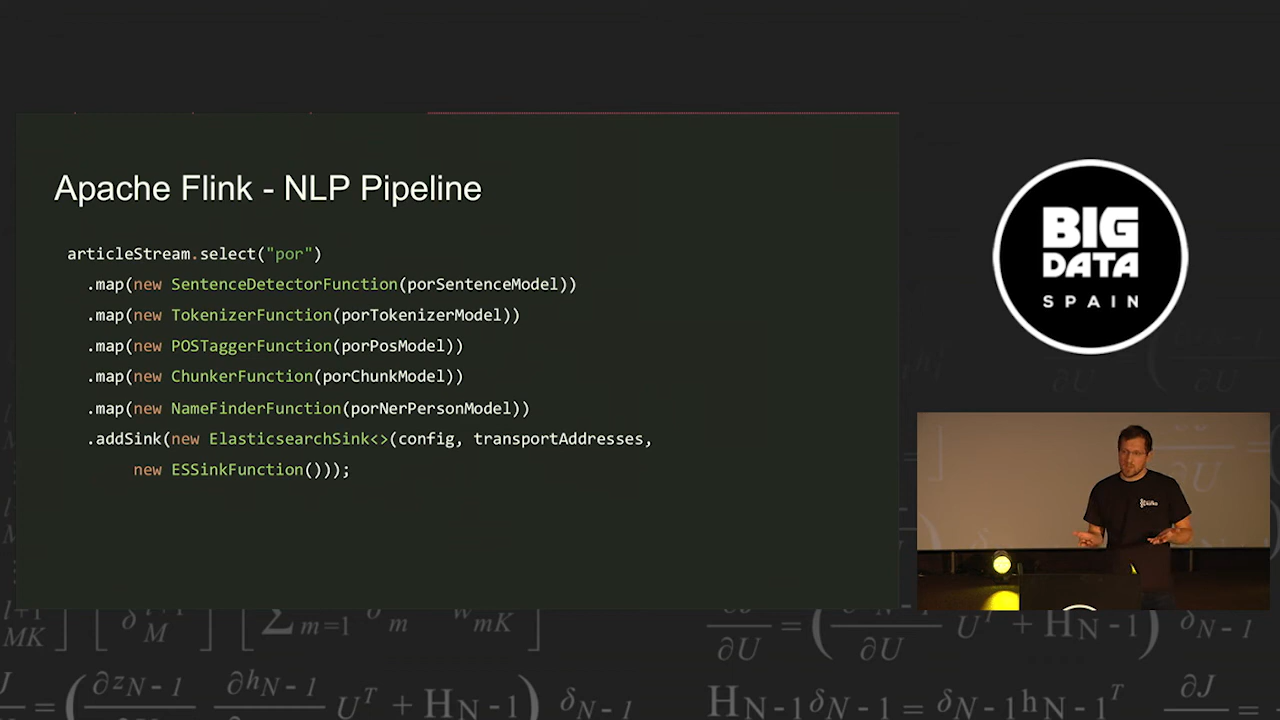 Apache Flink - NLP Pipeline
articleStream.select("por")
.map(new SentenceDetectorFunction(porSentenceModel))
.map(new TokenizerFunction(porTokenizerModel))
.map(new POSTaggerFunction(porPosModel))
.map(new ChunkerFunction(porChunkModel))
.map(new NameFinderFunction(porNerPersonModel))
.addSink(new ElasticsearchSink<>(config, transportAddresses,
new ESSinkFunction()));
BIG
DATA
SPAIN